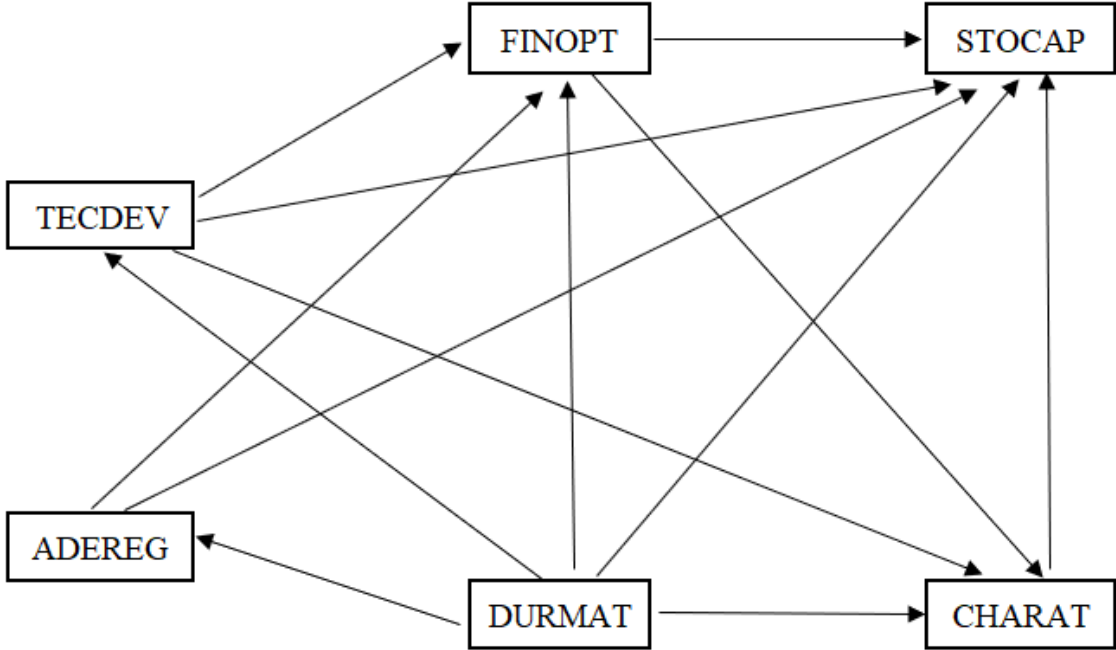 FINOPT
STOCAP
TECDEV
ADEREG
DURMAT
CHARAT